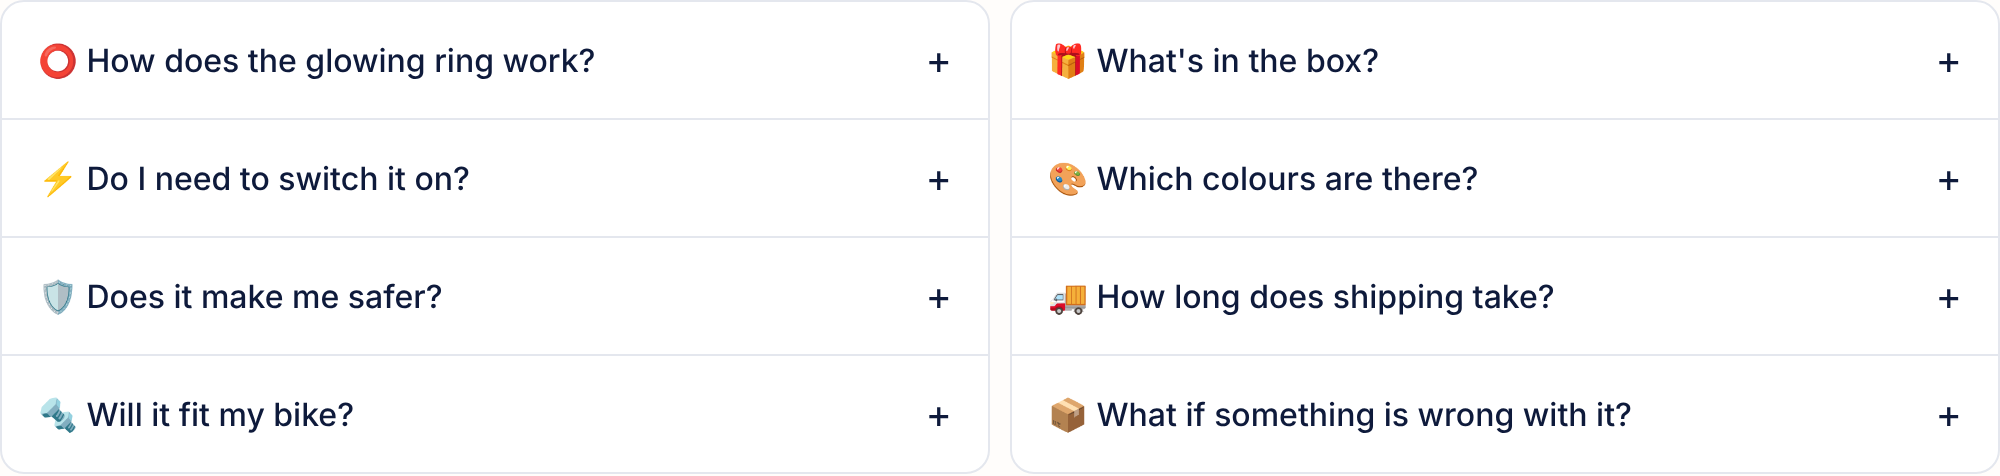 ⭕ How does the glowing ring work? +
⚡ Do I need to switch it on? +
🛡️ Does it make me safer? +
🔩 Will it fit my bike? +
🎁 What's in the box? +
🎨 Which colours are there? +
🚚 How long does shipping take? +
📦 What if something is wrong with it? +